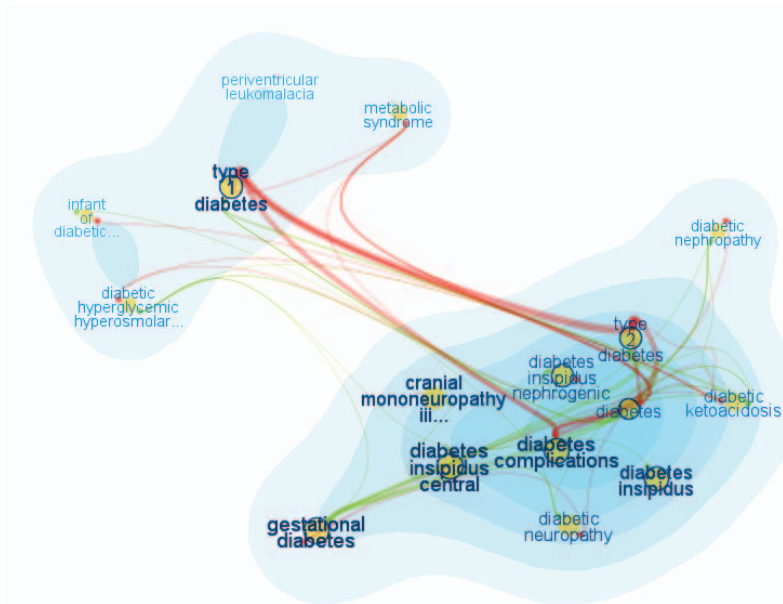 periventricular
leukomalacia
metabolic
syndrome
type
1
diabetes
infant
of
diabetic...
diabetic
nephropathy
diabetic
hyperglycemic
hyperosmolar...
type
2
diabetes
diabetes
insipidus
nephrogenic
cranial
mononeuropathy
iii...
diabetes
diabetic
ketoacidosis
diabetes
insipidus
central
diabetes
complications
diabetes
insipidus
gestational
diabetes
diabetic
neuropathy